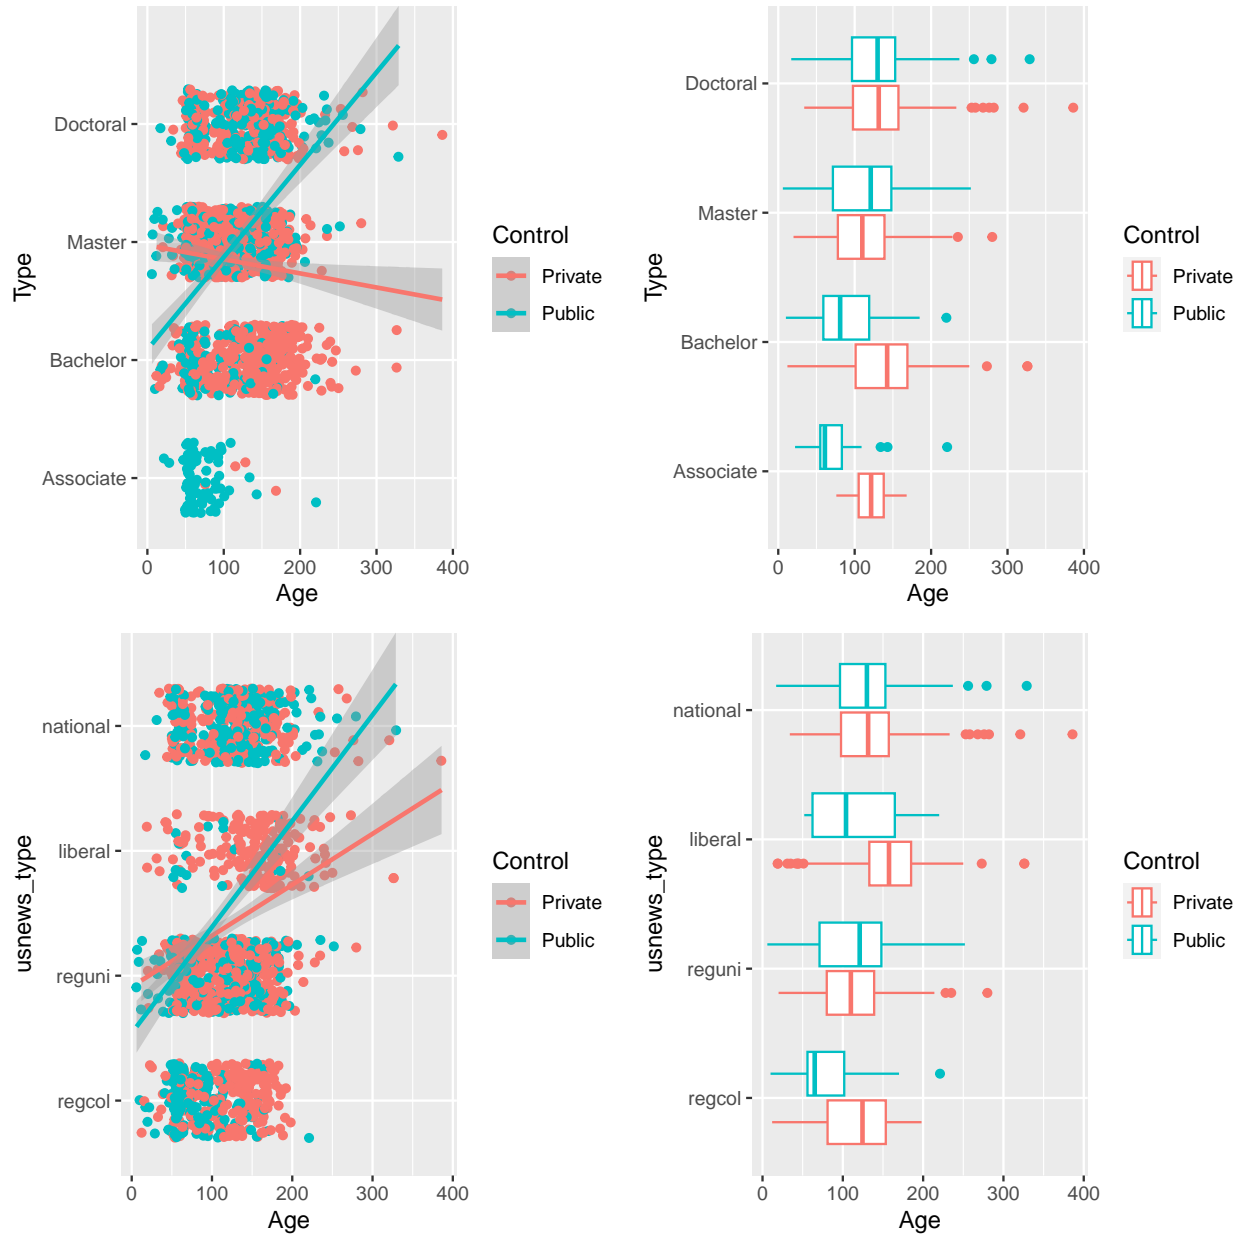 Type
Doctoral
Master
Bachelor
Associate
0 100 200 300 400
Age
Control
Private
Public
Type
Doctoral
Master
Bachelor
Associate
0 100 200 300 400
Age
Control
Private
Public
usnews_type
national
liberal
reguni
regcol
0 100 200 300 400
Age
Control
Private
Public
usnews_type
national
liberal
reguni
regcol
0 100 200 300 400
Age
Control
Private
Public